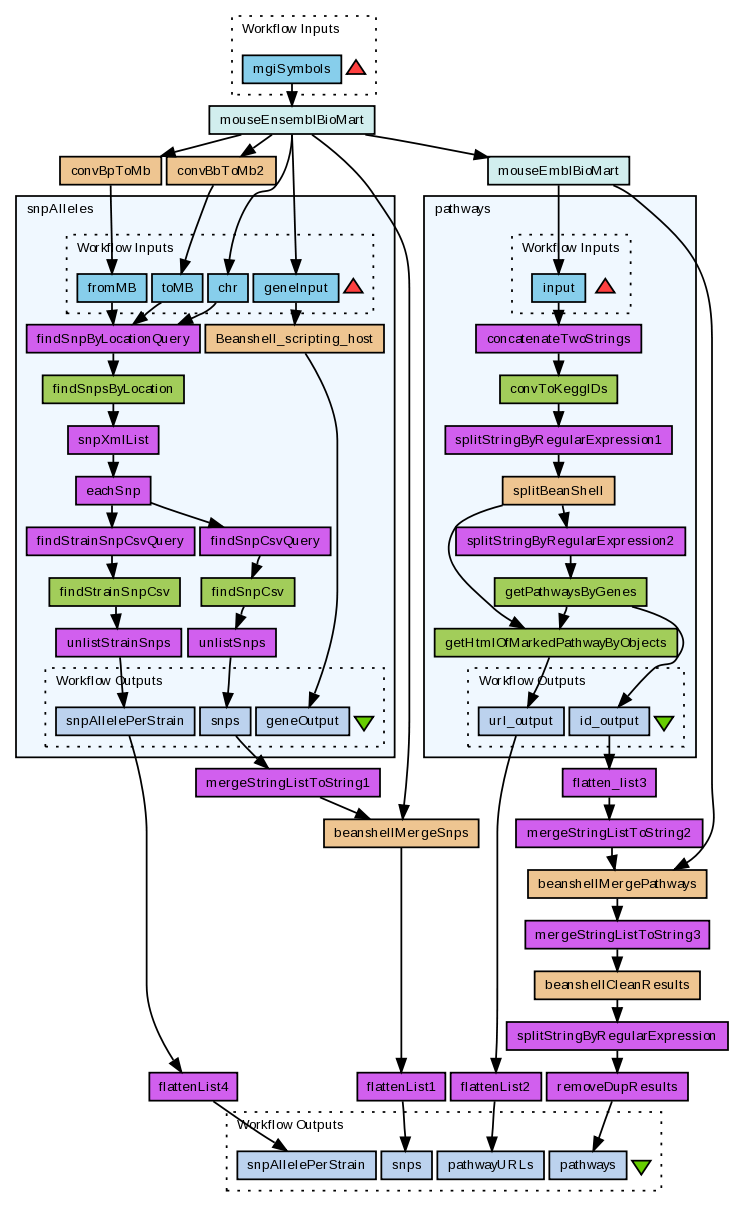 Workflow Inputs
mgiSymbols
mouseEnsemblBioMart
convBpToMb
convBbToMb2
mouseEmblBioMart
snpAlleles
pathways
Workflow Inputs
Workflow Inputs
fromMB
toMB
chr
geneInput
input
findSnpByLocationQuery
Beanshell_scripting_host
concatenateTwoStrings
findSnpsByLocation
convToKeggIDs
snpXmlList
splitStringByRegularExpression1
eachSnp
splitBeanShell
findStrainSnpCsvQuery
findSnpCsvQuery
splitStringByRegularExpression2
findStrainSnpCsv
findSnpCsv
getPathwaysByGenes
unlistStrainSnps
unlistSnps
getHtmlOfMarkedPathwayByObjects
Workflow Outputs
Workflow Outputs
snpAllelePerStrain
snps
geneOutput
url_output
id_output
mergeStringListToString1
flatten_list3
beanshellMergeSnps
mergeStringListToString2
beanshellMergePathways
mergeStringListToString3
beanshellCleanResults
splitStringByRegularExpression
flattenList4
flattenList1
flattenList2
removeDupResults
Workflow Outputs
snpAllelePerStrain
snps
pathwayURLs
pathways